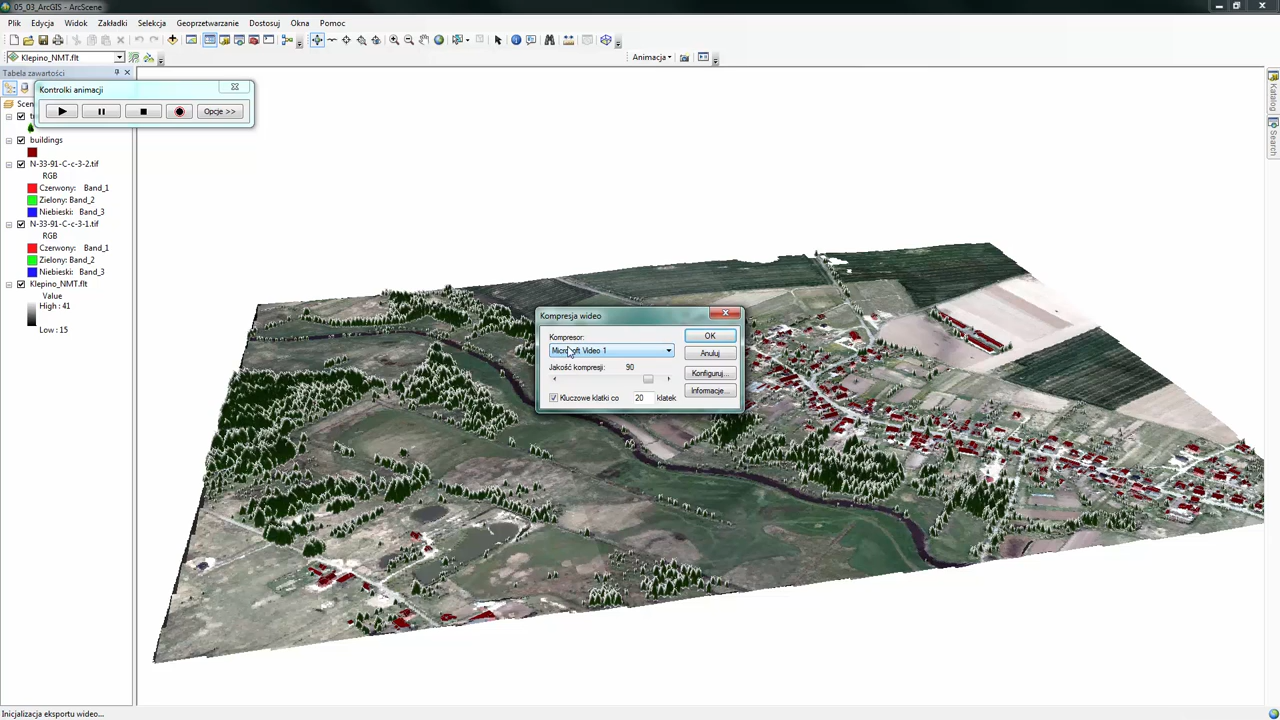 05_03_ArcGIS - ArcScene
Plik Edycja Widok Zakładki Selekcja Geoprzetwarzanie Dostosuj Okna Pomoc
Klepino_NMT.flt
Animacja
Tabela zawartości
Kontrolki animacji
Opcje >>
Scen
tr
buildings
N-33-91-C-c-3-2.tif
RGB
Czerwony: Band_1
Zielony: Band_2
Niebieski: Band_3
N-33-91-C-c-3-1.tif
RGB
Czerwony: Band_1
Zielony: Band_2
Niebieski: Band_3
Klepino_NMT.flt
Value
High : 41
Low : 15
Kompresja wideo
Kompresor:
Microsoft Video 1
Jakość kompresji: 90
Kluczowe klatki co 20 klatek
OK
Anuluj
Konfiguruj...
Informacje...
Katalog
Search
Inicjalizacja eksportu wideo...